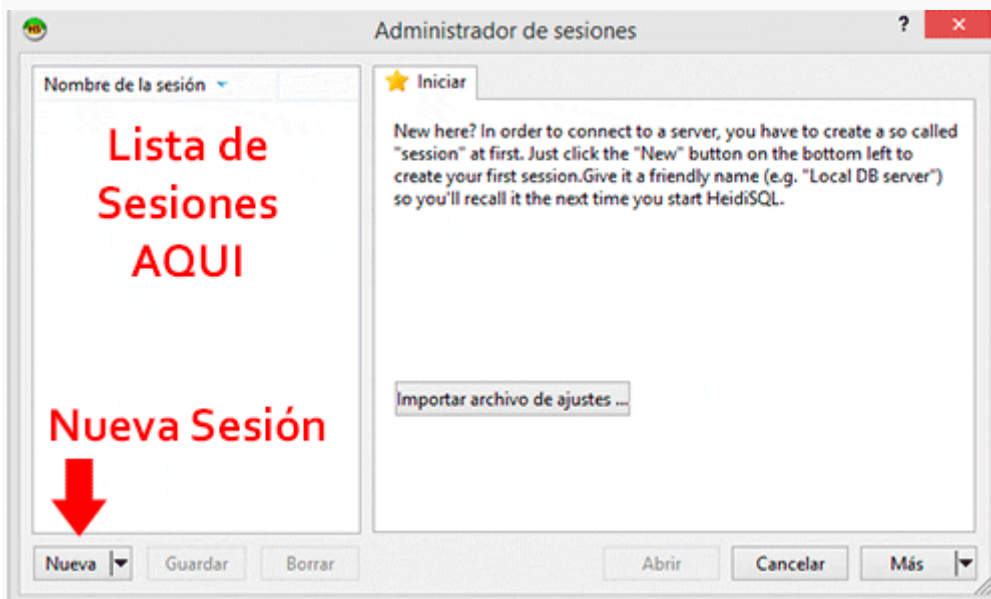 HS
Administrador de sesiones
?
Nombre de la sesión
Lista de
Sesiones
AQUI
Nueva Sesión
Iniciar
New here? In order to connect to a server, you have to create a so called
"session" at first. Just click the "New" button on the bottom left to
create your first session.Give it a friendly name (e.g. "Local DB server")
so you'll recall it the next time you start HeidiSQL.
Importar archivo de ajustes ...
Nueva
Guardar
Borrar
Abrir
Cancelar
Más